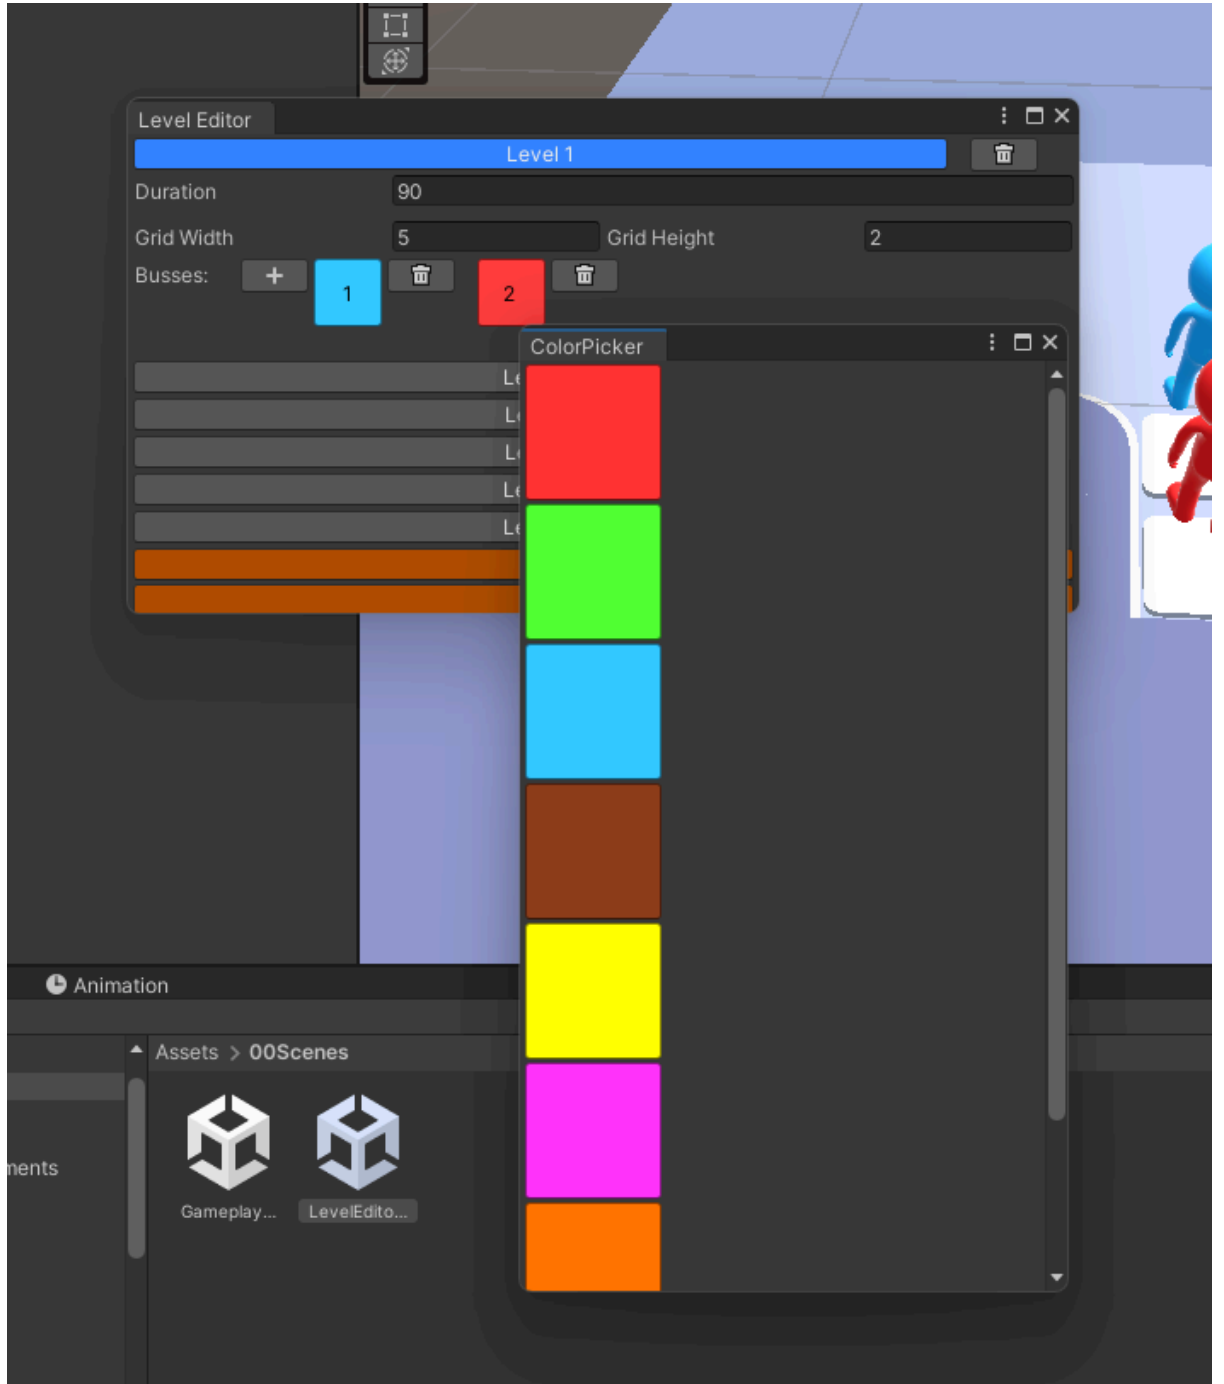 Level Editor
Level 1
Duration 90
Grid Width 5 Grid Height 2
Busses: + 1 2
ColorPicker
Animation
Assets > 00Scenes
Gameplay... LevelEdito...